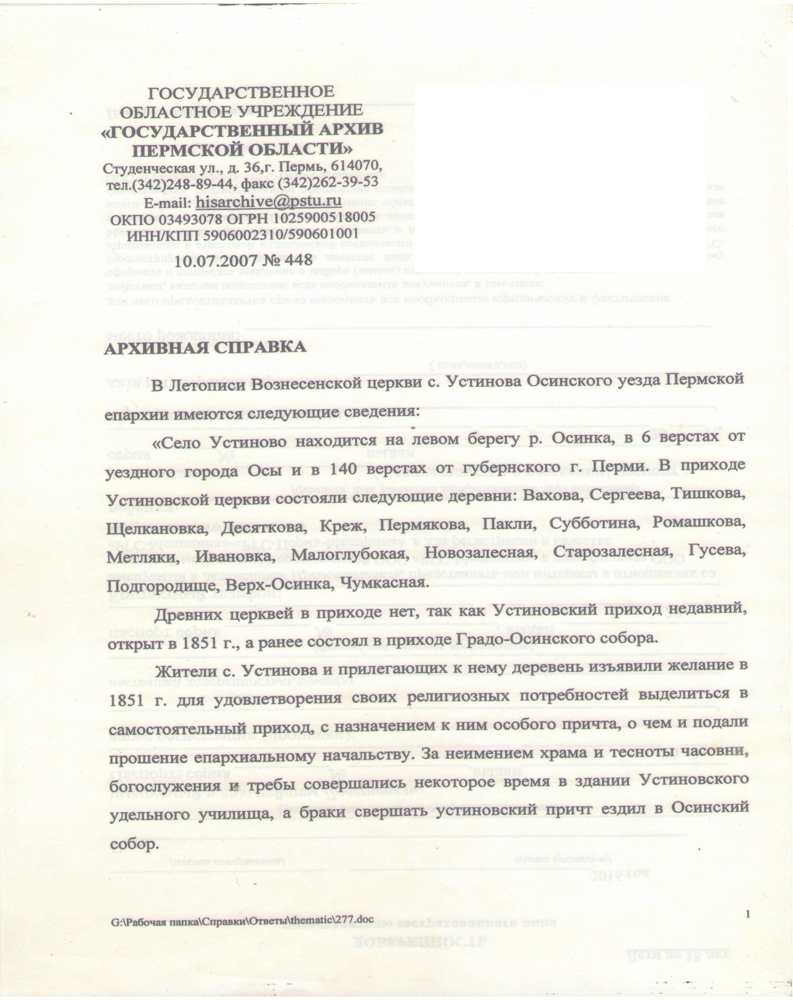 ГОСУДАРСТВЕННОЕ
ОБЛАСТНОЕ УЧРЕЖДЕНИЕ
«ГОСУДАРСТВЕННЫЙ АРХИВ
ПЕРМСКОЙ ОБЛАСТИ»
Студенческая ул., д. 36,г. Пермь, 614070,
тел.(342)248-89-44, факс (342)262-39-53
E-mail: hisarchive@pstu.ru
ОКПО 03493078 ОГРН 1025900518005
ИНН/КПП 5906002310/590601001
10.07.2007 № 448
АРХИВНАЯ СПРАВКА
В Летописи Вознесенской церкви с. Устинова Осинского уезда Пермской
епархии имеются следующие сведения:
«Село Устиново находится на левом берегу р. Осинка, в 6 верстах от
уездного города Осы и в 140 верстах от губернского г. Перми. В приходе
Устиновской церкви состояли следующие деревни: Вахова, Сергеева, Тишкова,
Щелкановка, Десяткова, Креж, Пермякова, Пакли, Субботина, Ромашкова,
Метляки, Ивановка, Малоглубокая, Новозалесная, Старозалесная, Гусева,
Подгородище, Верх-Осинка, Чумкасная.
Древних церквей в приходе нет, так как Устиновский приход недавний,
открыт в 1851 г., а ранее состоял в приходе Градо-Осинского собора.
Жители с. Устинова и прилегающих к нему деревень изъявили желание в
1851 г. для удовлетворения своих религиозных потребностей выделиться в
самостоятельный приход, с назначением к ним особого причта, о чем и подали
прошение епархиальному начальству. За неимением храма и тесноты часовни,
богослужения и требы совершались некоторое время в здании Устиновского
удельного училища, а браки свершать устиновский причт ездил в Осинский
собор.
G:\Рабочая папка\Справки\Ответы\thematic\277.doc
1